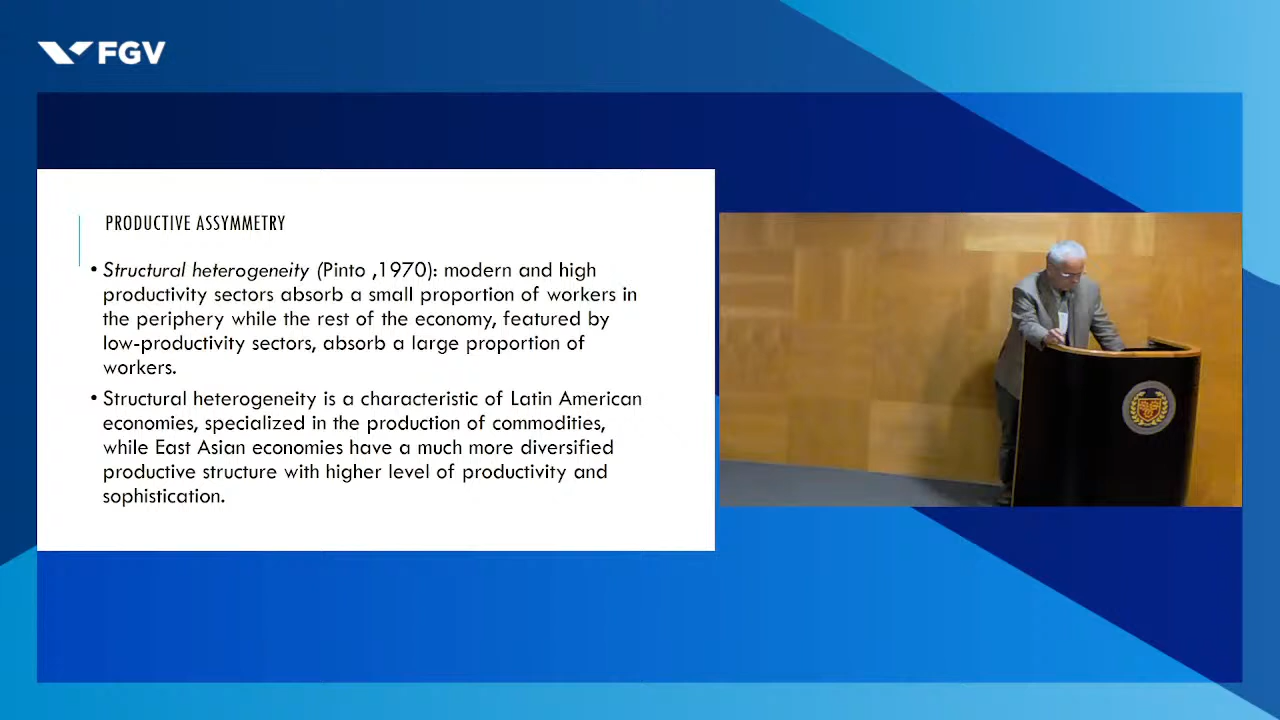 FGV
PRODUCTIVE ASSYMMETRY
• Structural heterogeneity (Pinto ,1970): modern and high
productivity sectors absorb a small proportion of workers in
the periphery while the rest of the economy, featured by
low-productivity sectors, absorb a large proportion of
workers.
• Structural heterogeneity is a characteristic of Latin American
economies, specialized in the production of commodities,
while East Asian economies have a much more diversified
productive structure with higher level of productivity and
sophistication.